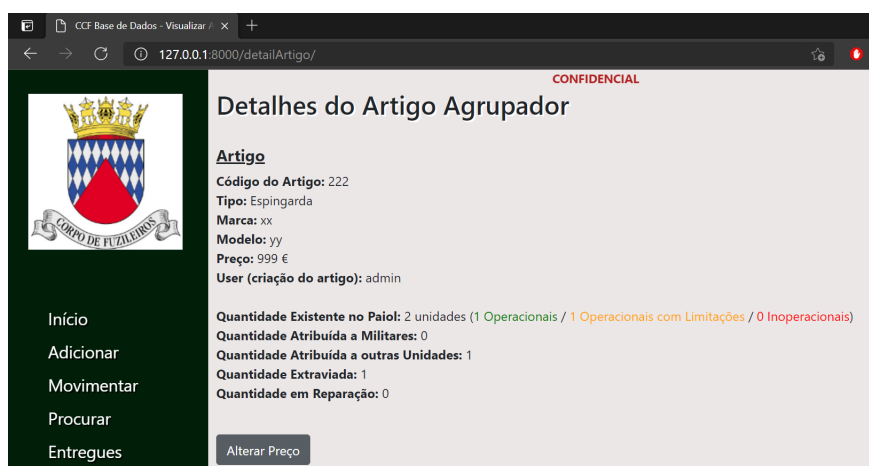 CCF Base de Dados - Visualizar A
127.0.0.1:8000/detailArtigo/
CONFIDENCIAL
Detalhes do Artigo Agrupador
CORPO DE FUZILEIROS
Artigo
Código do Artigo: 222
Tipo: Espingarda
Marca: xx
Modelo: yy
Preço: 999 €
User (criação do artigo): admin
Início
Adicionar
Movimentar
Procurar
Entregues
Quantidade Existente no Paiol: 2 unidades (1 Operacionais / 1 Operacionais com Limitações / 0 Inoperacionais)
Quantidade Atribuída a Militares: 0
Quantidade Atribuída a outras Unidades: 1
Quantidade Extraviada: 1
Quantidade em Reparação: 0
Alterar Preço